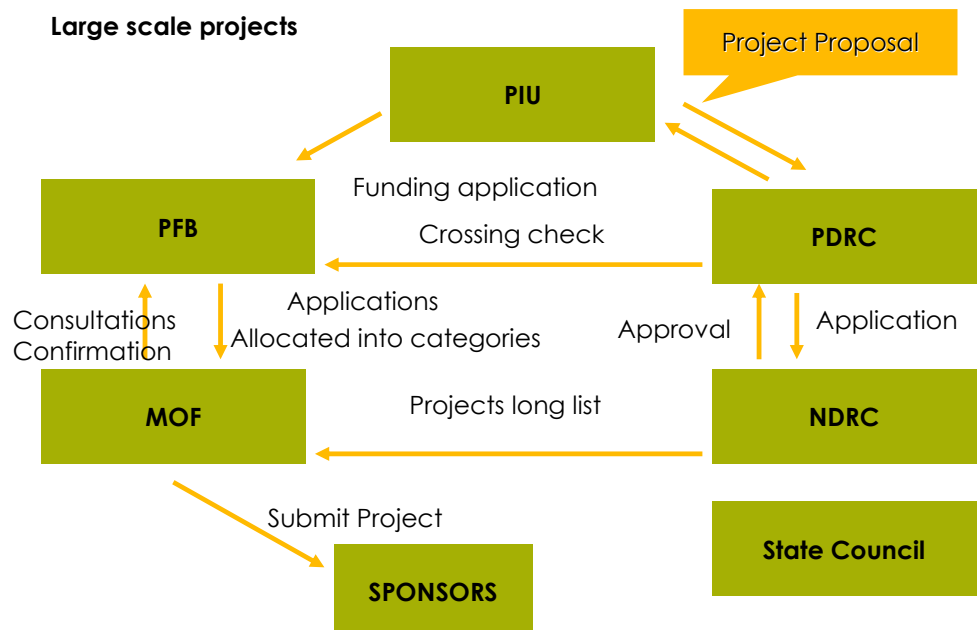 Large scale projects
Project Proposal
PIU
Funding application
PFB
Crossing check
PDRC
Applications
Allocated into categories
Consultations
Confirmation
Approval
Application
MOF
Projects long list
NDRC
Submit Project
State Council
SPONSORS